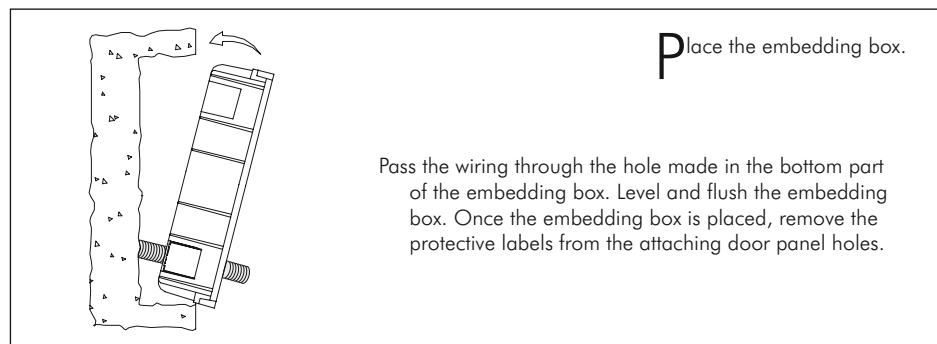 Place the embedding box.
Pass the wiring through the hole made in the bottom part
of the embedding box. Level and flush the embedding
box. Once the embedding box is placed, remove the
protective labels from the attaching door panel holes.